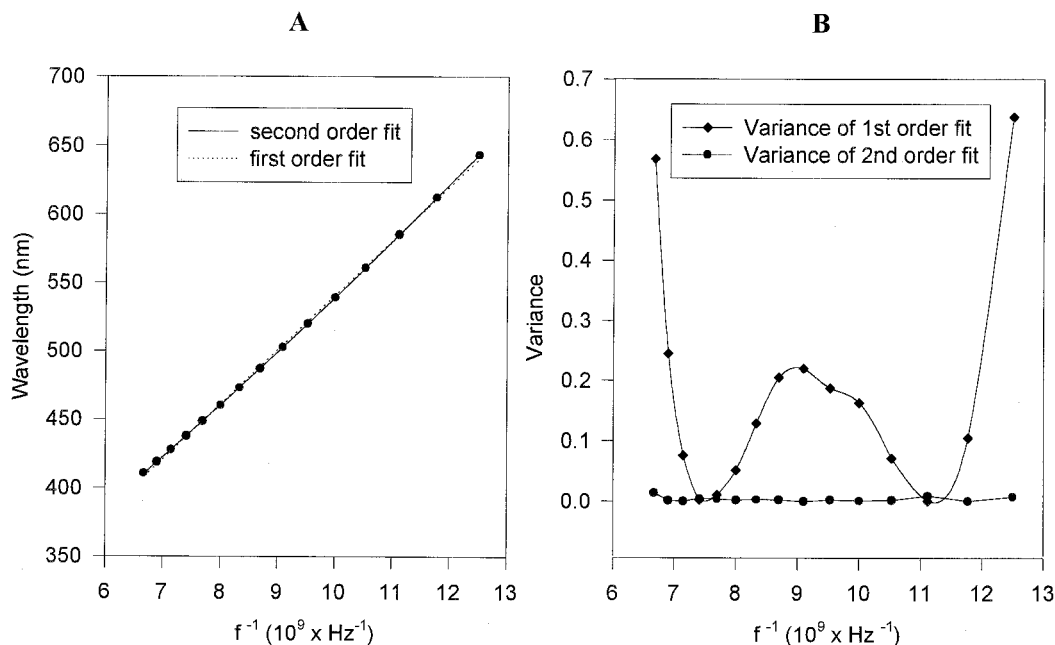 A
700
650
600
550
500
450
400
350
Wavelength (nm)
second order fit
first order fit
6 7 8 9 10 11 12 13
f⁻¹ (10⁹ x Hz⁻¹)
B
0.7
0.6
0.5
0.4
0.3
0.2
0.1
0.0
Variance
Variance of 1st order fit
Variance of 2nd order fit
6 7 8 9 10 11 12 13
f⁻¹ (10⁹ x Hz⁻¹)